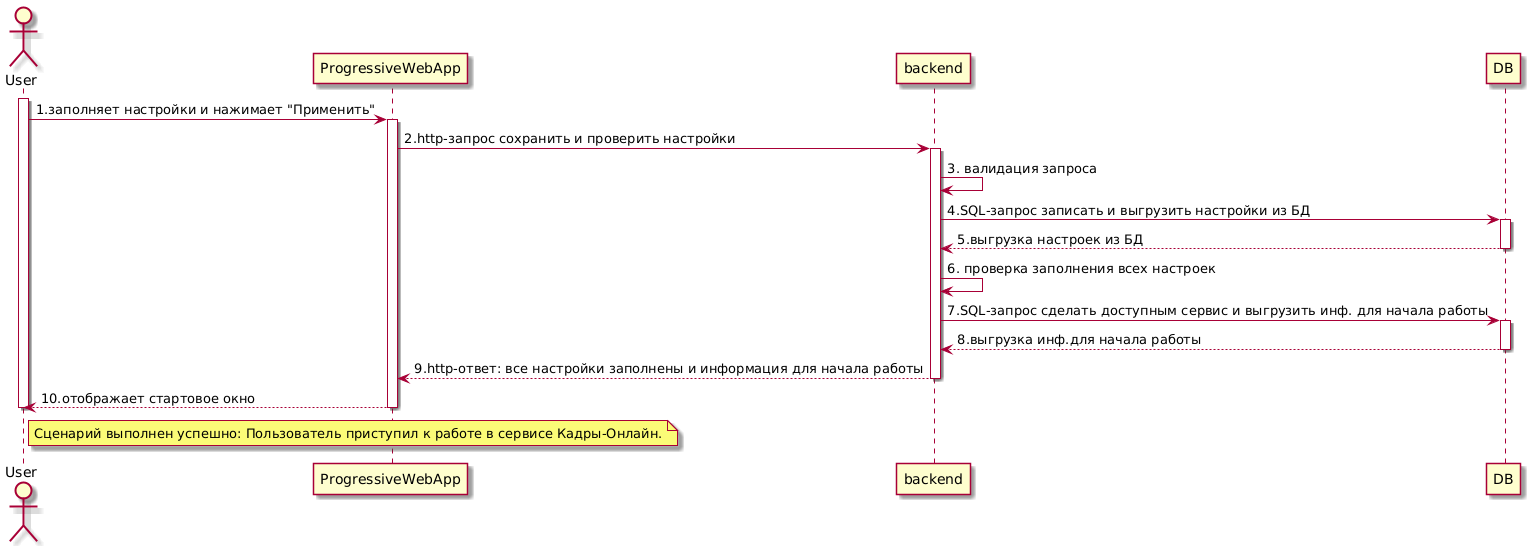 User
ProgressiveWebApp
backend
DB
1.заполняет настройки и нажимает "Применить"
2.http-запрос сохранить и проверить настройки
3. валидация запроса
4.SQL-запрос записать и выгрузить настройки из БД
5.выгрузка настроек из БД
6. проверка заполнения всех настроек
7.SQL-запрос сделать доступным сервис и выгрузить инф. для начала работы
8.выгрузка инф.для начала работы
9.http-ответ: все настройки заполнены и информация для начала работы
10.отображает стартовое окно
Сценарий выполнен успешно: Пользователь приступил к работе в сервисе Кадры-Онлайн.
User
ProgressiveWebApp
backend
DB